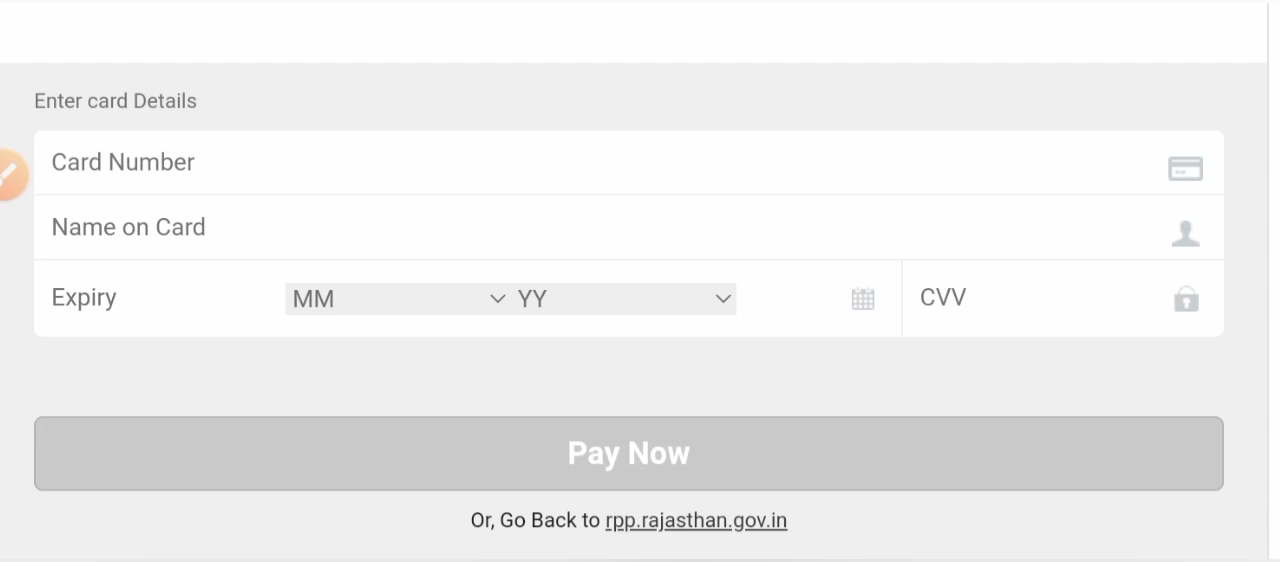 Enter card Details
Card Number
Name on Card
Expiry MM YY CVV
Pay Now
Or, Go Back to rpp.rajasthan.gov.in